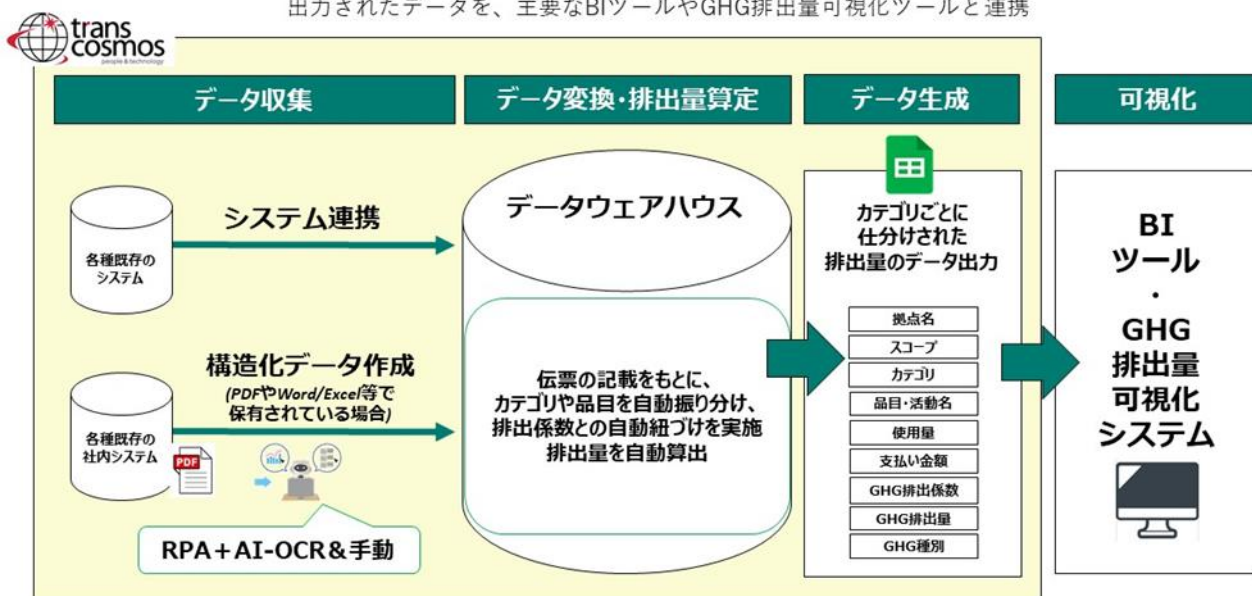 出力されたデータを、主要なBIツールやGHG排出量可視化ツールと連携
trans
cosmos
people & technology
データ収集
データ変換・排出量算定
データ生成
可視化
各種既存の
システム
システム連携
構造化データ作成
(PDFやWord/Excel等で
保有されている場合)
各種既存の
社内システム
PDF
RPA+AI-OCR&手動
データウェアハウス
伝票の記載をもとに、
カテゴリや品目を自動振り分け、
排出係数との自動紐づけを実施
排出量を自動算出
カテゴリごとに
仕分けされた
排出量のデータ出力
拠点名
スコープ
カテゴリ
品目・活動名
使用量
支払い金額
GHG排出係数
GHG排出量
GHG種別
BI
ツール
・
GHG
排出量
可視化
システム